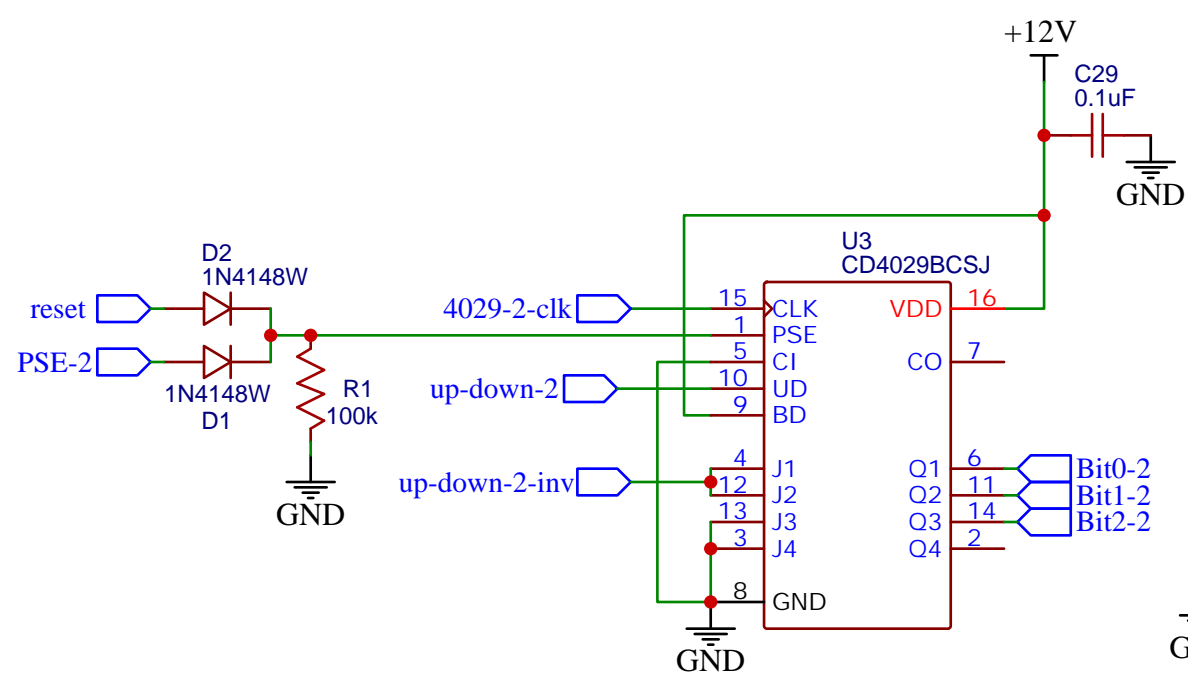 +12V
C29
0.1uF
GND
U3
CD4029BCSJ
D2
1N4148W
reset
PSE-2
1N4148W
D1
R1
100k
GND
4029-2-clk
up-down-2
up-down-2-inv
15 CLK
1 PSE
5 CI
10 UD
9 BD
4 J1
12 J2
13 J3
3 J4
8 GND
GND
VDD 16
CO 7
Q1 6 Bit0-2
Q2 11 Bit1-2
Q3 14 Bit2-2
Q4 2